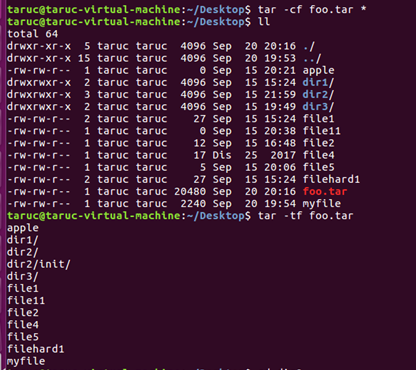 taruc@taruc-virtual-machine:~/Desktop$ tar -cf foo.tar *
taruc@taruc-virtual-machine:~/Desktop$ ll
total 64
drwxr-xr-x  5 taruc taruc  4096 Sep  20 20:16 ./
drwxr-xr-x 15 taruc taruc  4096 Sep  20 19:53 ../
-rw-rw-r--  1 taruc taruc     0 Sep  15 20:21 apple
drwxrwxr-x  2 taruc taruc  4096 Sep  15 15:24 dir1/
drwxrwxr-x  3 taruc taruc  4096 Sep  15 21:59 dir2/
drwxrwxr-x  2 taruc taruc  4096 Sep  15 19:49 dir3/
-rw-rw-r--  2 taruc taruc    27 Sep  15 15:24 file1
-rw-rw-r--  1 taruc taruc     0 Sep  15 20:38 file11
-rw-rw-r--  1 taruc taruc    12 Sep  15 16:48 file2
-rw-rw-r--  1 taruc taruc    17 Dis  25  2017 file4
-rw-rw-r--  1 taruc taruc     5 Sep  15 20:06 file5
-rw-rw-r--  2 taruc taruc    27 Sep  15 15:24 filehard1
-rw-rw-r--  1 taruc taruc 20480 Sep  20 20:16 foo.tar
-rw-rw-r--  1 taruc taruc  2240 Sep  20 19:54 myfile
taruc@taruc-virtual-machine:~/Desktop$ tar -tf foo.tar
apple
dir1/
dir2/
dir2/init/
dir3/
file1
file11
file2
file4
file5
filehard1
myfile